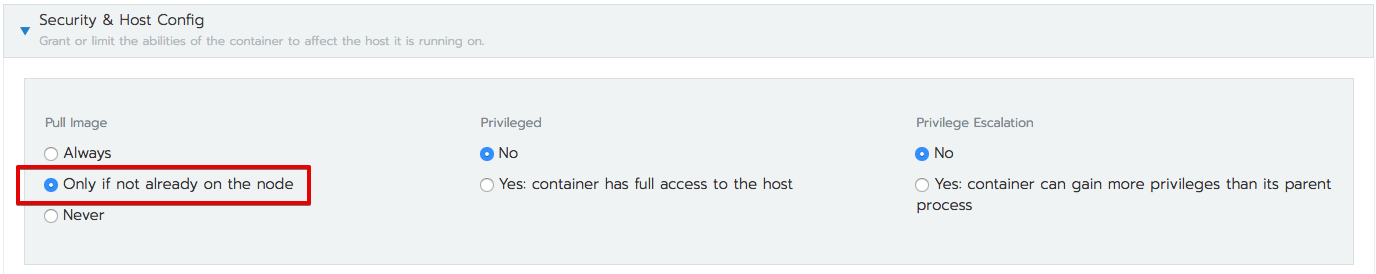 Security & Host Config
Grant or limit the abilities of the container to affect the host it is running on.
Pull Image
Always
Only if not already on the node
Never
Privileged
No
Yes: container has full access to the host
Privilege Escalation
No
Yes: container can gain more privileges than its parent
process